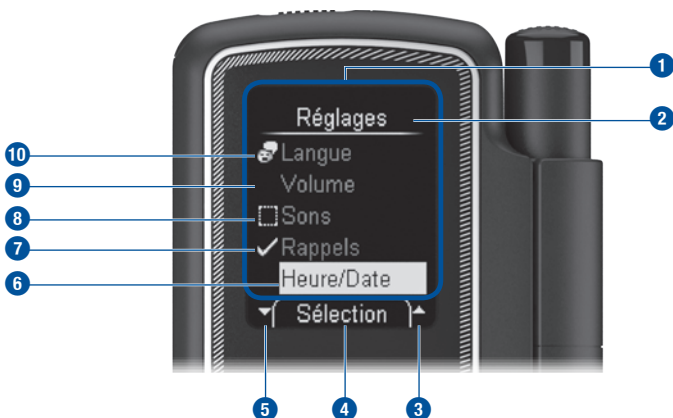 1
Réglages
2
10
Langue
9
Volume
8
Sons
7
Rappels
6
Heure/Date
Sélection
5
4
3